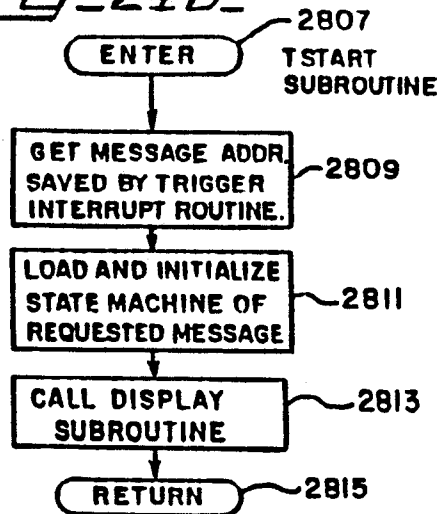 2807
ENTER
TSTART
SUBROUTINE
GET MESSAGE ADDR.
SAVED BY TRIGGER
INTERRUPT ROUTINE.
2809
LOAD AND INITIALIZE
STATE MACHINE OF
REQUESTED MESSAGE
2811
CALL DISPLAY
SUBROUTINE
2813
RETURN
2815